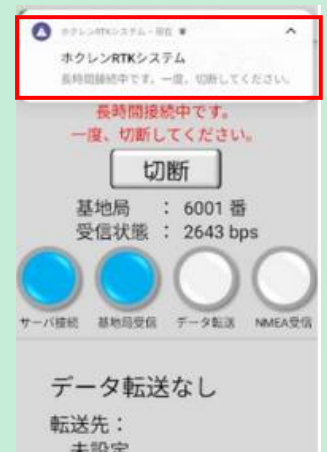 ホクレンRTKシステム・現在
ホクレンRTKシステム
長時間接続中です。一度、切断してください。
長時間接続中です。
一度、切断してください。
切断
基地局 : 6001 番
受信状態 : 2643 bps
サーバ接続 基地局受信 データ転送 NMEA受信
データ転送なし
転送先：
未設定